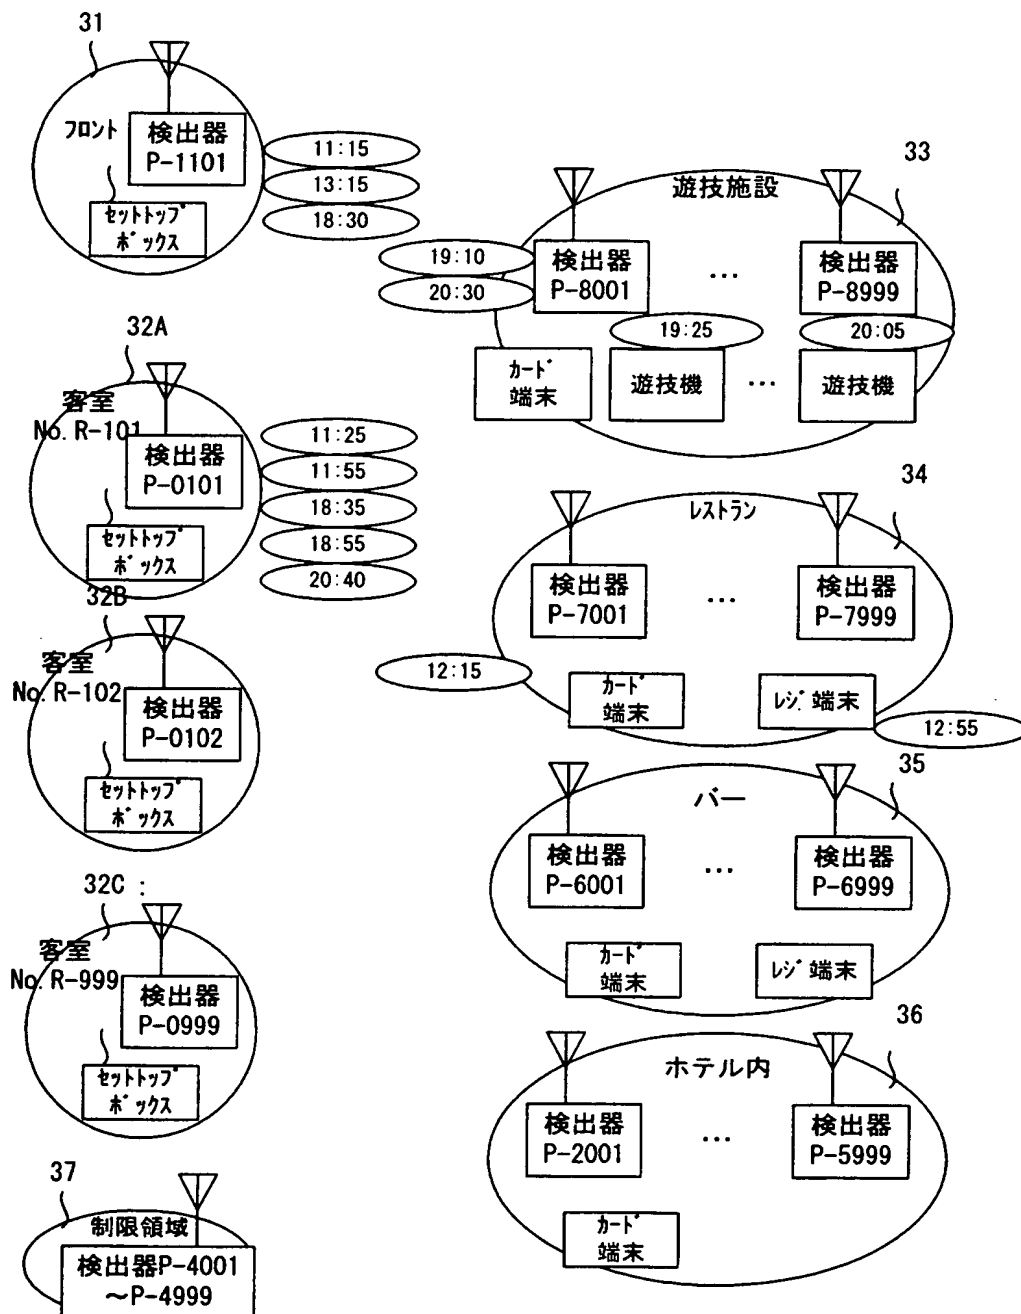 31
フロント
検出器
P-1101
セットトップ
ボックス
11:15
13:15
18:30
32A
客室
No.R-101
検出器
P-0101
セットトップ
ボックス
11:25
11:55
18:35
18:55
20:40
32B
客室
No.R-102
検出器
P-0102
セットトップ
ボックス
32C :
客室
No.R-999
検出器
P-0999
セットトップ
ボックス
37
制限領域
検出器P-4001
~P-4999
33
遊技施設
19:10
20:30
検出器
P-8001
...
検出器
P-8999
19:25
20:05
カード
端末
遊技機
...
遊技機
34
レストラン
検出器
P-7001
...
検出器
P-7999
12:15
カード
端末
レジ端末
12:55
35
バー
検出器
P-6001
...
検出器
P-6999
カード
端末
レジ端末
36
ホテル内
検出器
P-2001
...
検出器
P-5999
カード
端末